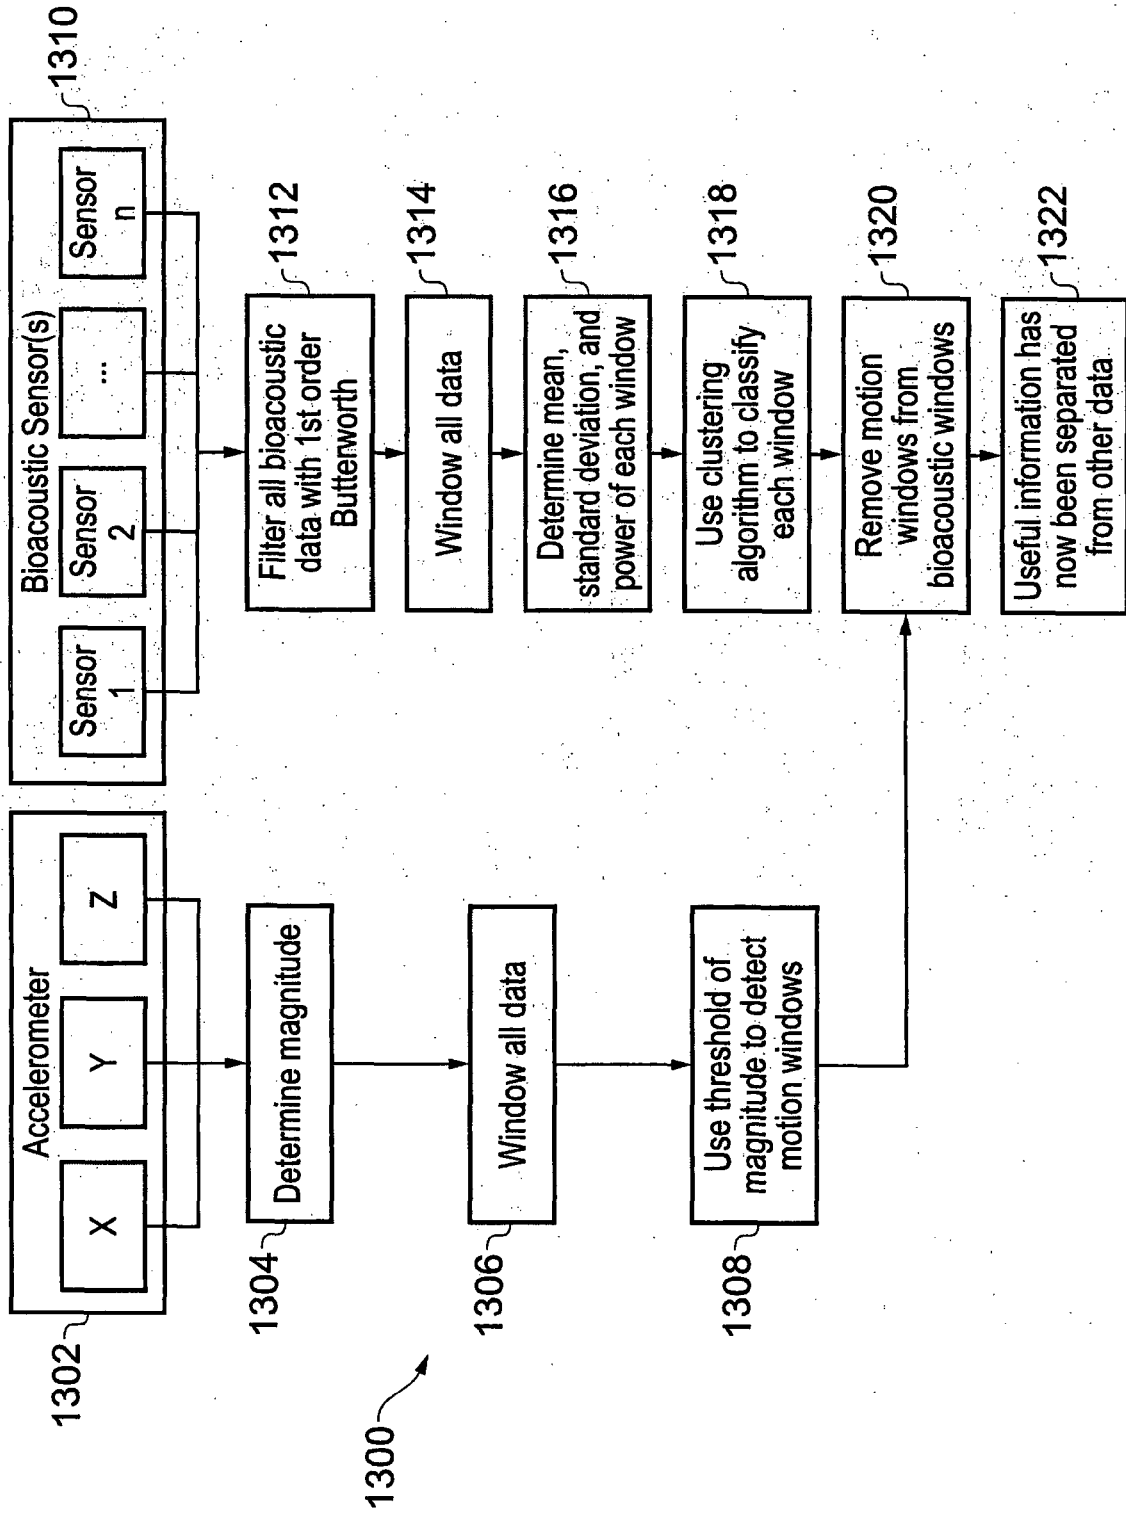 1300
1302
Accelerometer
X
Y
Z
1304
Determine magnitude
1306
Window all data
1308
Use threshold of
magnitude to detect
motion windows
1310
Bioacoustic Sensor(s)
Sensor
1
Sensor
2
...
Sensor
n
1312
Filter all bioacoustic
data with 1st order
Butterworth
1314
Window all data
1316
Determine mean,
standard deviation, and
power of each window
1318
Use clustering
algorithm to classify
each window
1320
Remove motion
windows from
bioacoustic windows
1322
Useful information has
now been separated
from other data